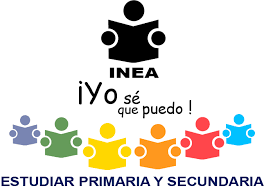 INEA
¡Yo sé
que puedo !
ESTUDIAR PRIMARIA Y SECUNDARIA